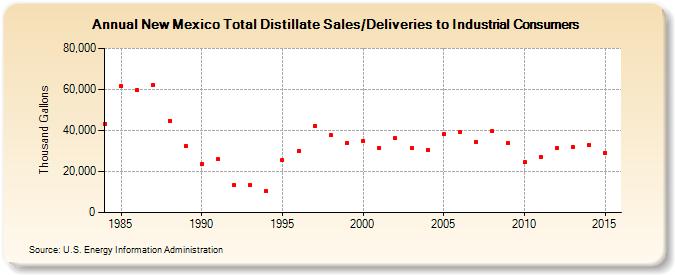 Annual New Mexico Total Distillate Sales/Deliveries to Industrial Consumers
Thousand Gallons
80,000
60,000
40,000
20,000
0
1985 1990 1995 2000 2005 2010 2015
Source: U.S. Energy Information Administration